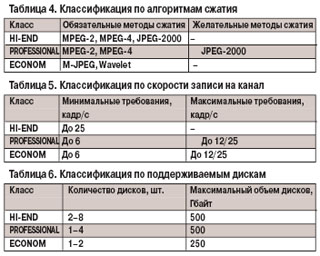 Таблица 4. Классификация по алгоритмам сжатия
Класс Обязательные методы сжатия Желательные методы сжатия
HI-END MPEG-2, MPEG-4, JPEG-2000 –
PROFESSIONAL MPEG-2, MPEG-4 JPEG-2000
ECONOM M-JPEG, Wavelet –
Таблица 5. Классификация по скорости записи на канал
Класс Минимальные требования, Максимальные требования,
кадр/с кадр/с
HI-END До 25 –
PROFESSIONAL До 6 До 12/25
ECONOM До 6 До 12/25
Таблица 6. Классификация по поддерживаемым дискам
Класс Количество дисков, шт. Максимальный объем дисков,
Гбайт
HI-END 2–8 500
PROFESSIONAL 1–4 500
ECONOM 1–2 250